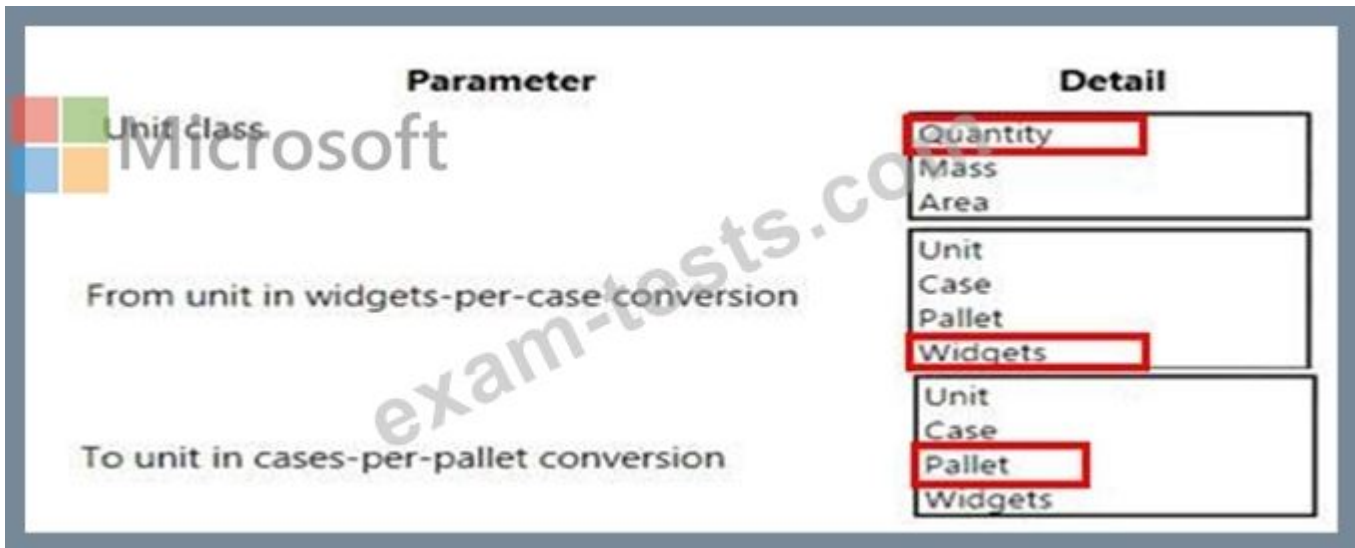 Parameter Detail
Unit class
Microsoft
Quantity
Mass
Area
From unit in widgets-per-case conversion
Unit
Case
Pallet
Widgets
To unit in cases-per-pallet conversion
Unit
Case
Pallet
Widgets
exam-tests.com